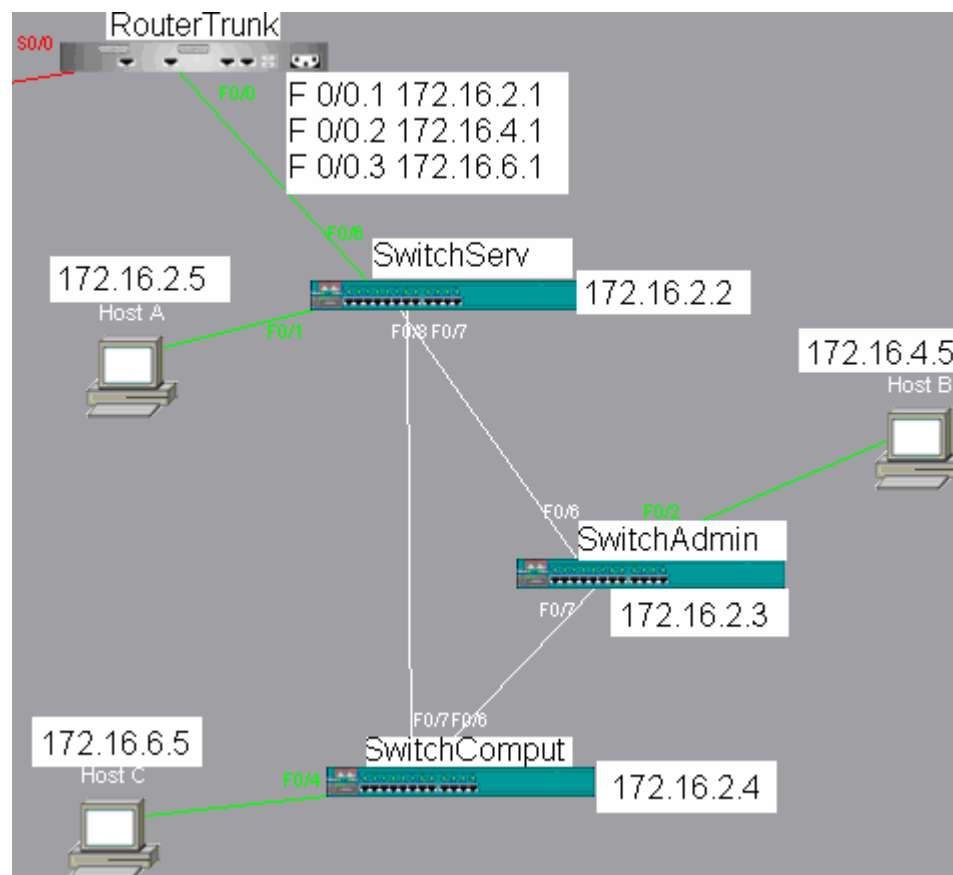 RouterTrunk
S0/0
F0/0
F 0/0.1 172.16.2.1
F 0/0.2 172.16.4.1
F 0/0.3 172.16.6.1
F0/6
SwitchServ
172.16.2.5
172.16.2.2
Host A
F0/1
F0/8 F0/7
172.16.4.5
Host B
F0/6
F0/2
SwitchAdmin
F0/7
172.16.2.3
F0/7 F0/6
172.16.6.5
SwitchComput
Host C
F0/4
172.16.2.4